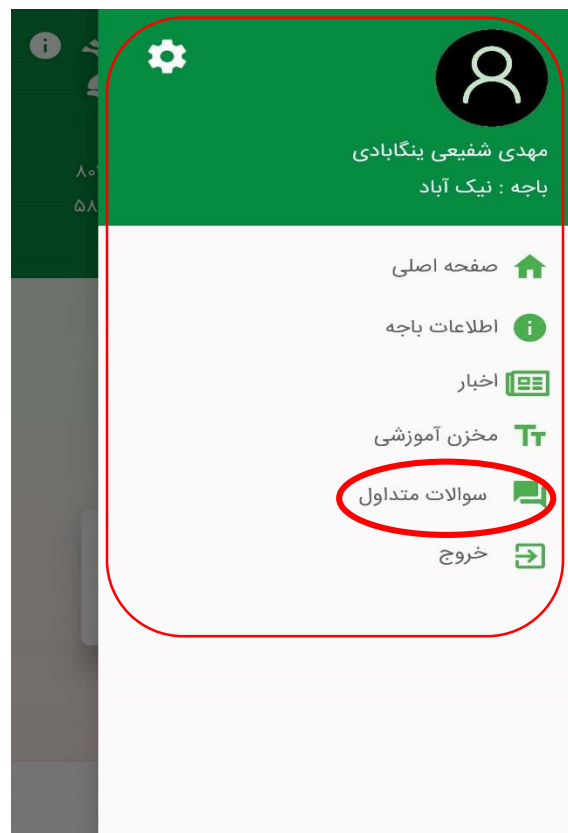 مهدی شفیعی ینگابادی
باجه : نیک آباد
صفحه اصلی
اطلاعات باجه
اخبار
مخزن آموزشی
سوالات متداول
خروج